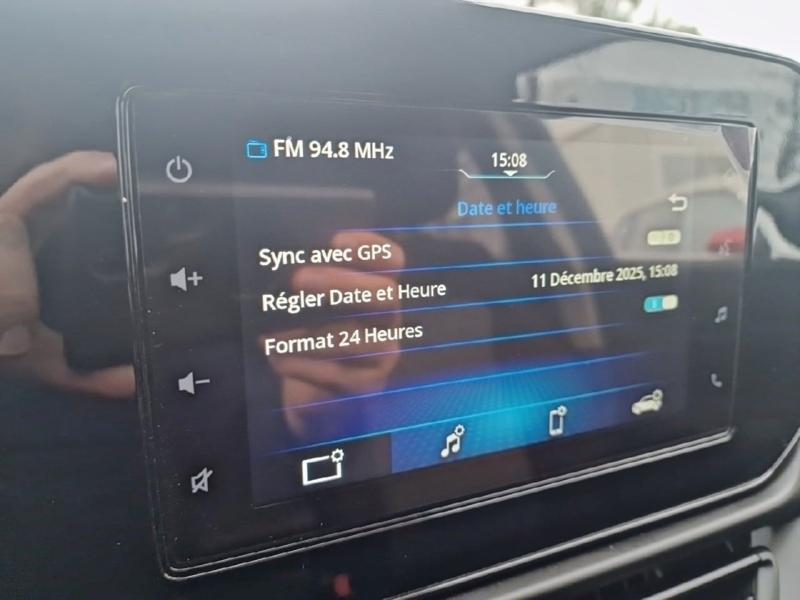 FM 94.8 MHz
15:08
Date et heure
Sync avec GPS
Régler Date et Heure
11 Décembre 2025, 15:08
Format 24 Heures